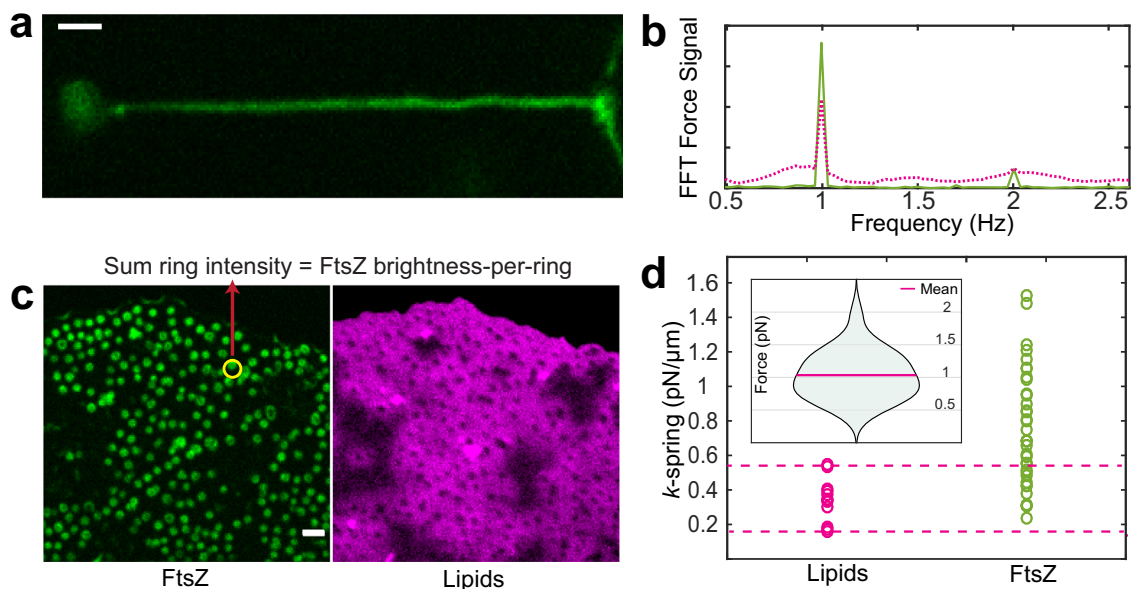 a
b
FFT Force Signal
0.5
1
1.5
2
2.5
Frequency (Hz)
Sum ring intensity = FtsZ brightness-per-ring
c
FtsZ
Lipids
d
k-spring (pN/µm)
1.6
1.4
1.2
1
0.8
0.6
0.4
0.2
Mean
Force (pN)
2
1.5
1
0.5
Lipids
FtsZ